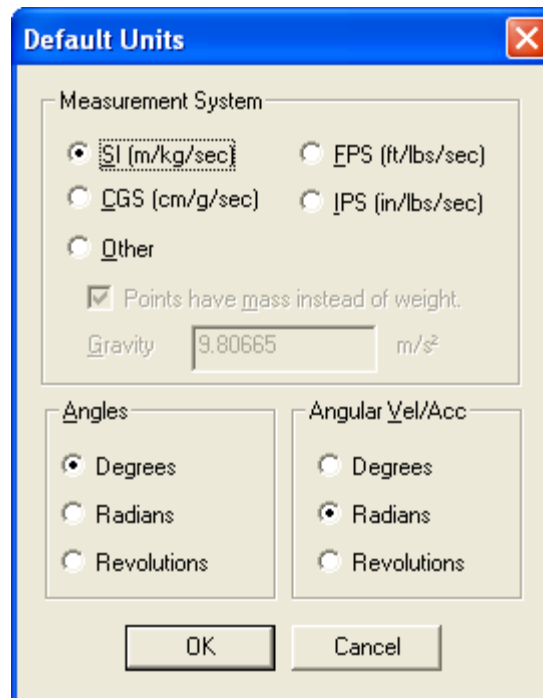 Default Units
Measurement System
SI (m/kg/sec) FPS (ft/lbs/sec)
CGS (cm/g/sec) IPS (in/lbs/sec)
Other
Points have mass instead of weight.
Gravity 9.80665 m/s²
Angles Angular Vel/Acc
Degrees Degrees
Radians Radians
Revolutions Revolutions
OK Cancel